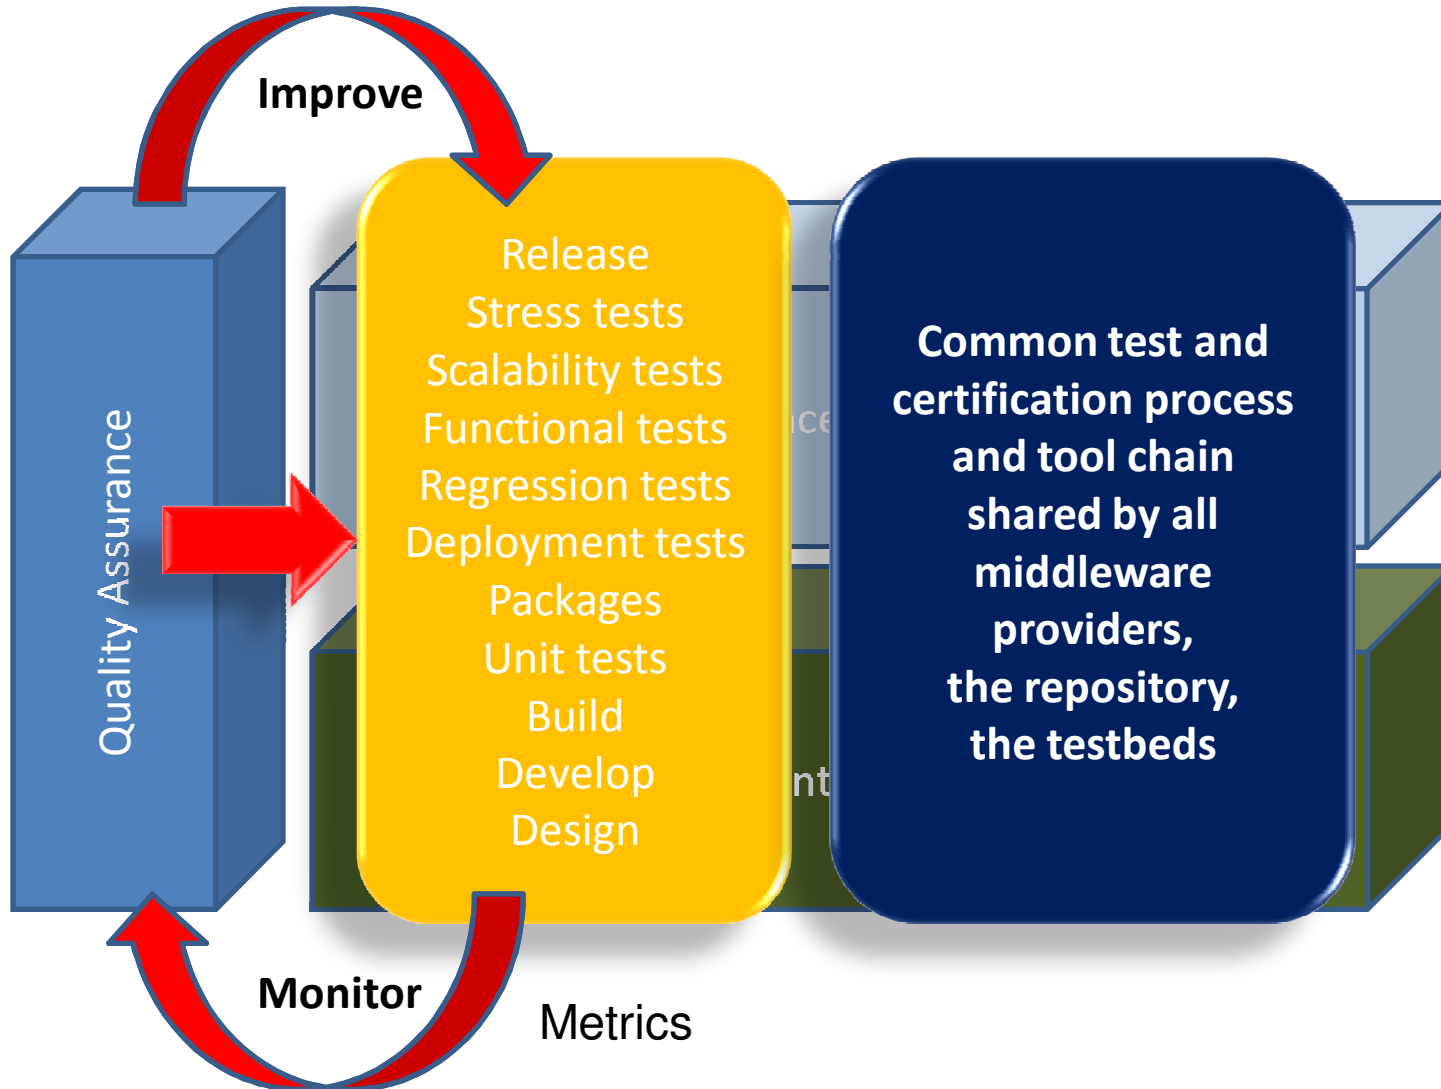 Improve
Quality Assurance
Release
Stress tests
Scalability tests
Functional tests
Regression tests
Deployment tests
Packages
Unit tests
Build
Develop
Design
Common test and
certification process
and tool chain
shared by all
middleware
providers,
the repository,
the testbeds
Monitor
Metrics